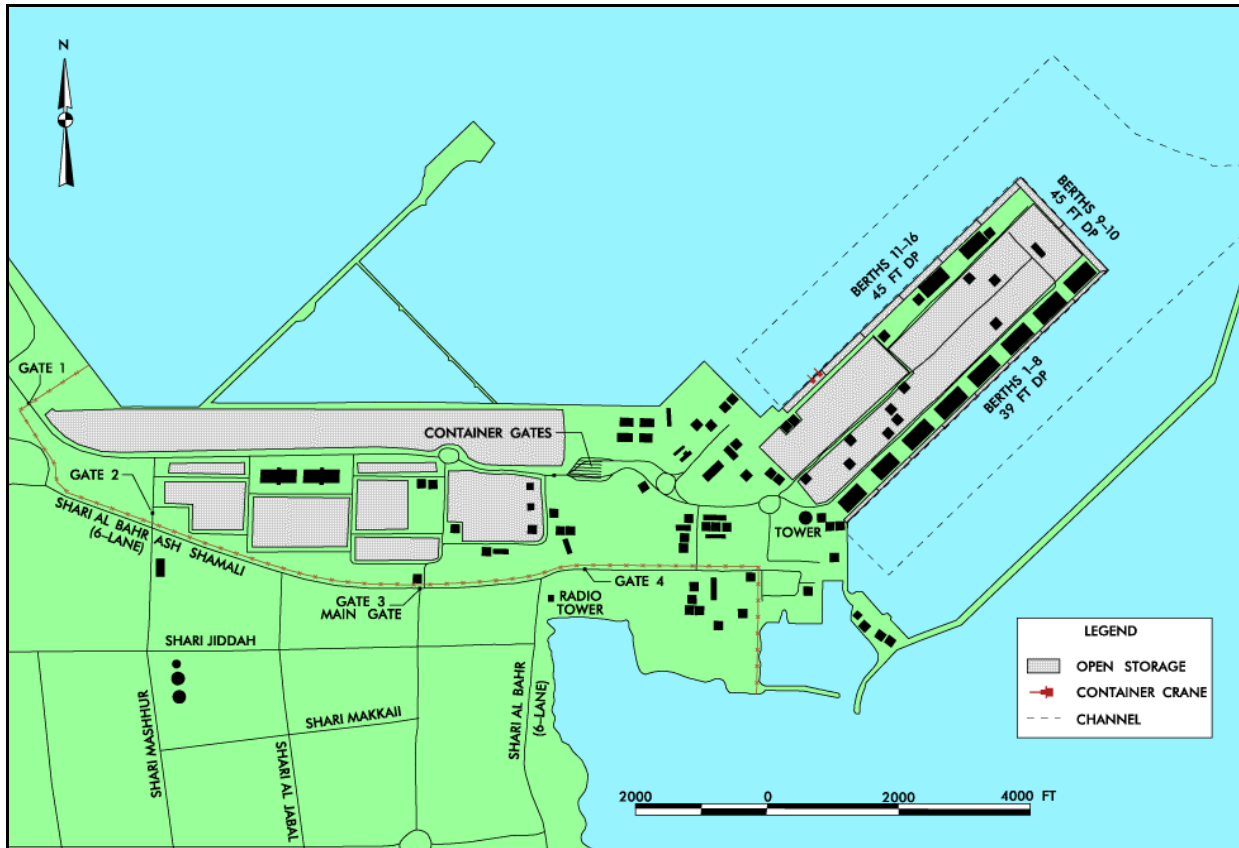 N
BERTHS 9–10
45 FT DP
BERTHS 11–16
45 FT DP
BERTHS 1–8
39 FT DP
GATE 1
CONTAINER GATES
GATE 2
SHARI AL BAHR ASH SHAMALI
(6–LANE)
TOWER
GATE 4
GATE 3
MAIN GATE
RADIO
TOWER
SHARI JIDDAH
SHARI MASHHUR
SHARI MAKKAII
SHARI AL JABAL
SHARI AL BAHR
(6–LANE)
LEGEND
OPEN STORAGE
CONTAINER CRANE
CHANNEL
2000 0 2000 4000 FT